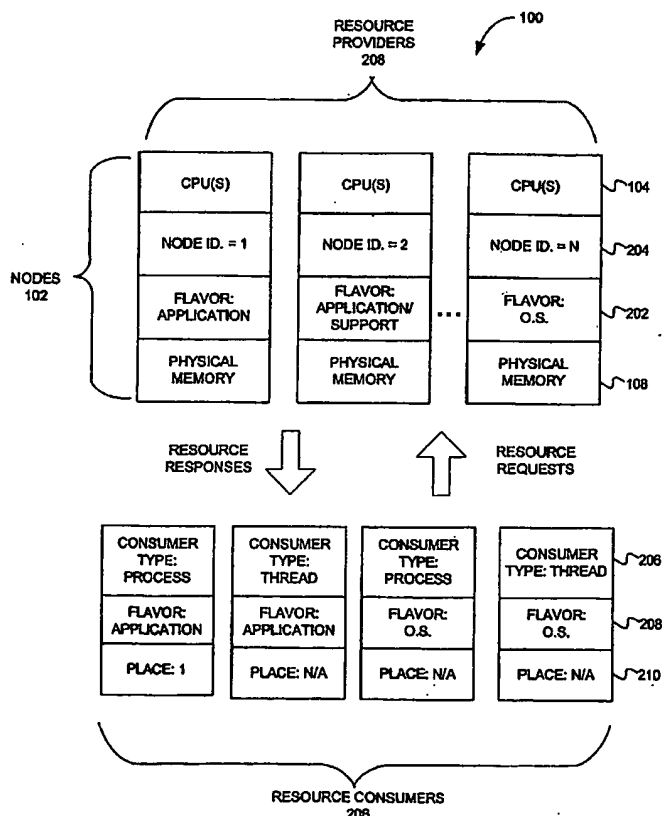 RESOURCE
PROVIDERS
208
100
CPU(S)
CPU(S)
CPU(S)
104
NODE ID. = 1
NODE ID. = 2
NODE ID. = N
204
NODES
102
FLAVOR:
APPLICATION
FLAVOR:
APPLICATION/
SUPPORT
...
FLAVOR:
O.S.
202
PHYSICAL
MEMORY
PHYSICAL
MEMORY
PHYSICAL
MEMORY
108
RESOURCE
RESPONSES
RESOURCE
REQUESTS
CONSUMER
TYPE:
PROCESS
CONSUMER
TYPE:
THREAD
CONSUMER
TYPE:
PROCESS
CONSUMER
TYPE: THREAD
206
FLAVOR:
APPLICATION
FLAVOR:
APPLICATION
FLAVOR:
O.S.
FLAVOR:
O.S.
208
PLACE: 1
PLACE: N/A
PLACE: N/A
PLACE: N/A
210
RESOURCE CONSUMERS
208